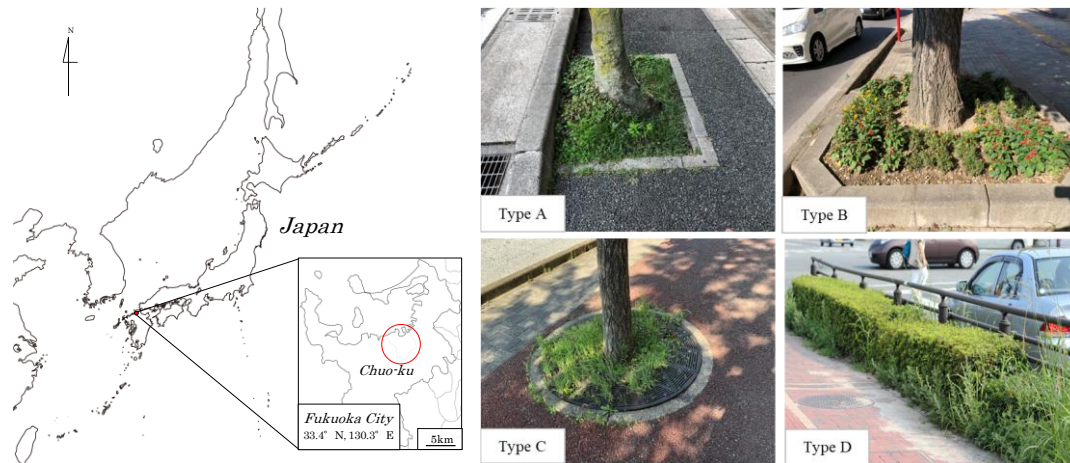 N
Japan
Chuo-ku
Fukuoka City
33.4° N, 130.3° E
5km
Type A
Type B
Type C
Type D